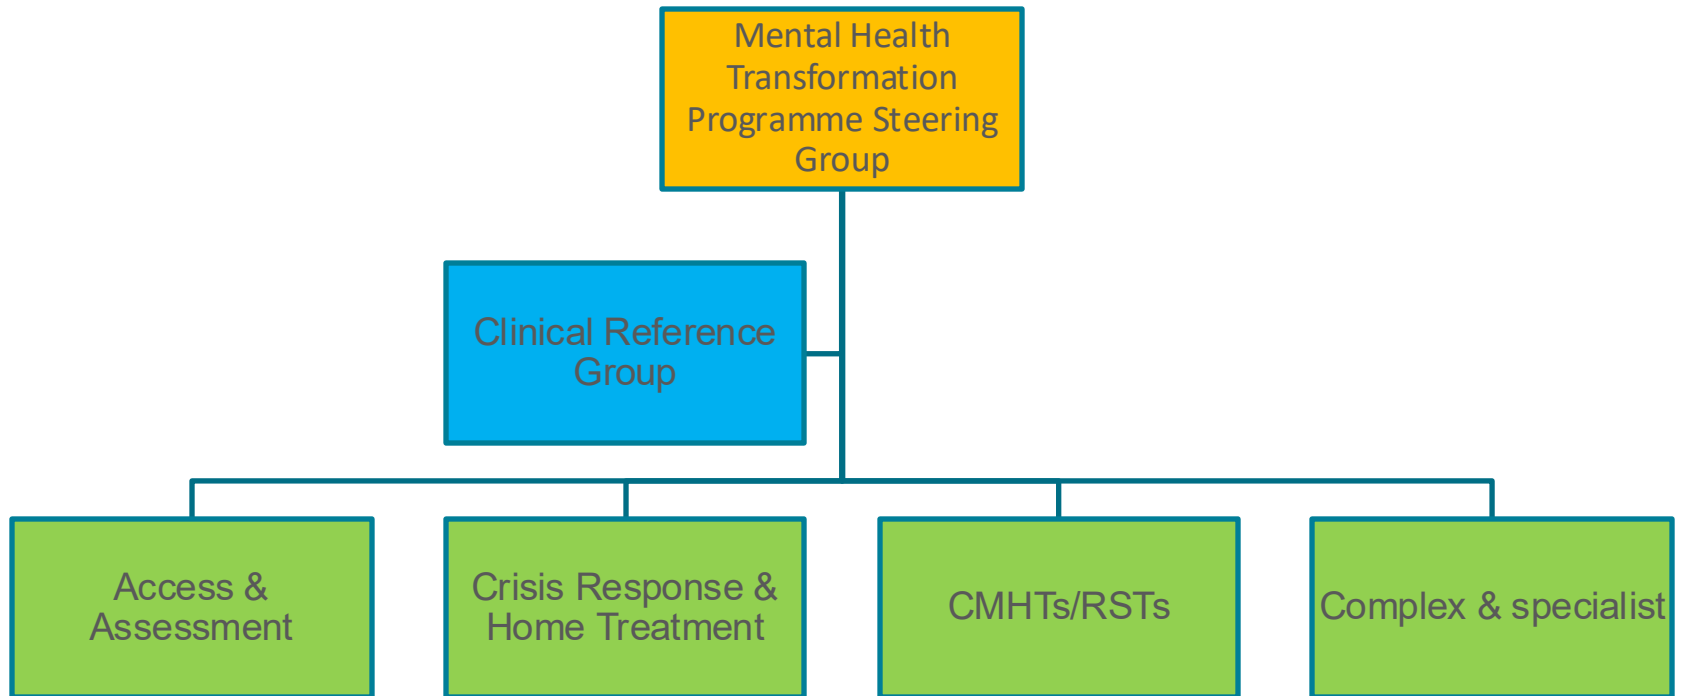 Mental Health
Transformation
Programme Steering
Group
Clinical Reference
Group
Access &
Assessment
Crisis Response &
Home Treatment
CMHTs/RSTs
Complex & specialist